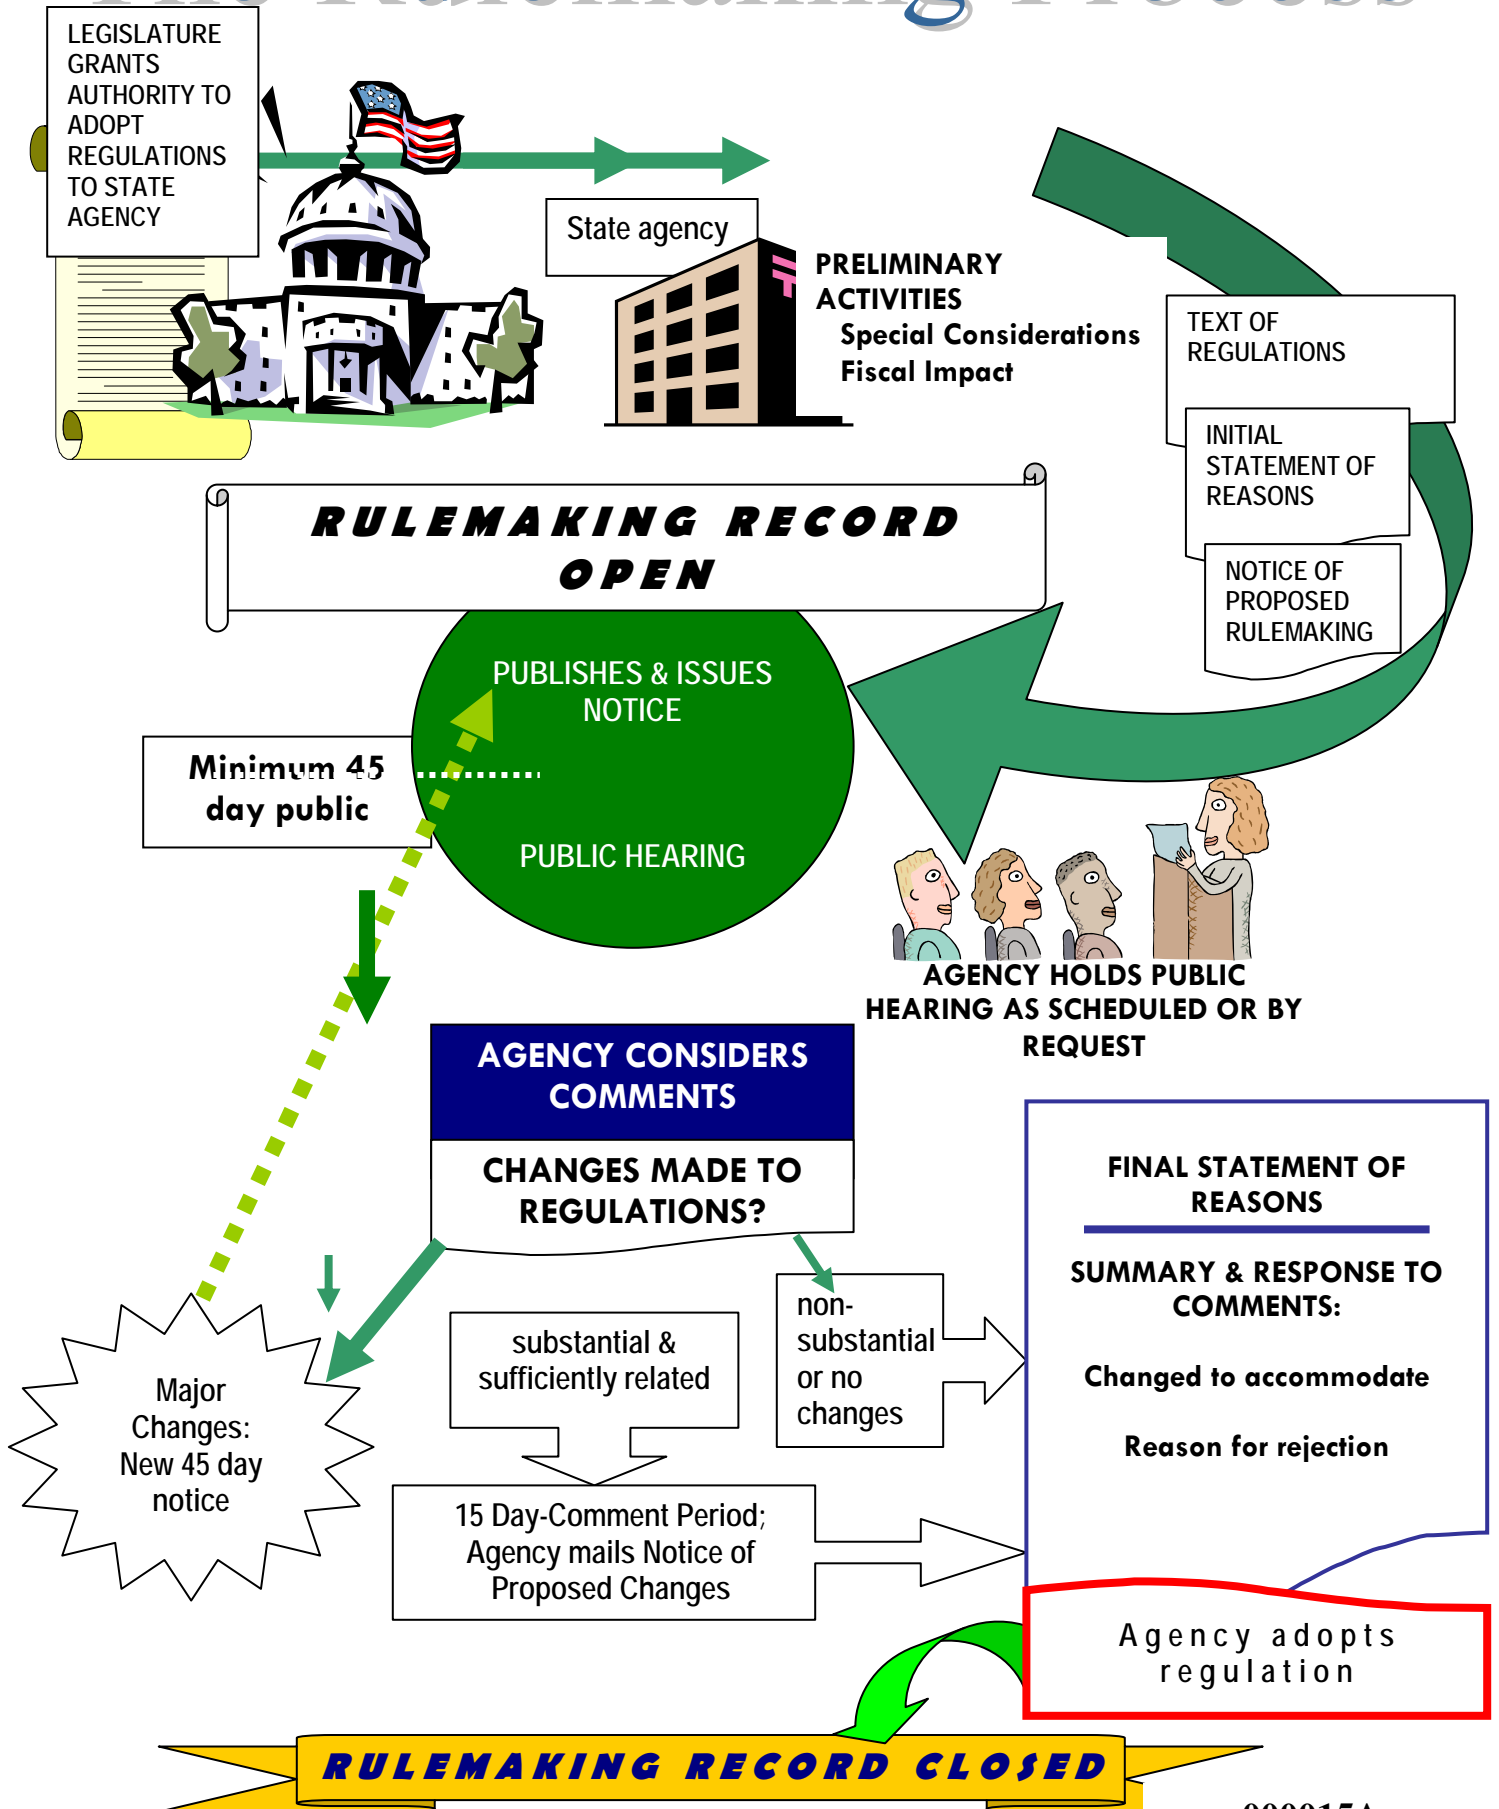 The Rulemaking Process
LEGISLATURE
GRANTS
AUTHORITY TO
ADOPT
REGULATIONS
TO STATE
AGENCY
State agency
PRELIMINARY
ACTIVITIES
Special Considerations
Fiscal Impact
TEXT OF
REGULATIONS
INITIAL
STATEMENT OF
REASONS
NOTICE OF
PROPOSED
RULEMAKING
RULEMAKING RECORD
OPEN
PUBLISHES & ISSUES
NOTICE
Minimum 45
day public
PUBLIC HEARING
AGENCY HOLDS PUBLIC
HEARING AS SCHEDULED OR BY
REQUEST
AGENCY CONSIDERS
COMMENTS
CHANGES MADE TO
REGULATIONS?
FINAL STATEMENT OF
REASONS
SUMMARY & RESPONSE TO
COMMENTS:
Changed to accommodate
Reason for rejection
non-
substantial
or no
changes
substantial &
sufficiently related
Major
Changes:
New 45 day
notice
15 Day-Comment Period;
Agency mails Notice of
Proposed Changes
Agency adopts
regulation
RULEMAKING RECORD CLOSED